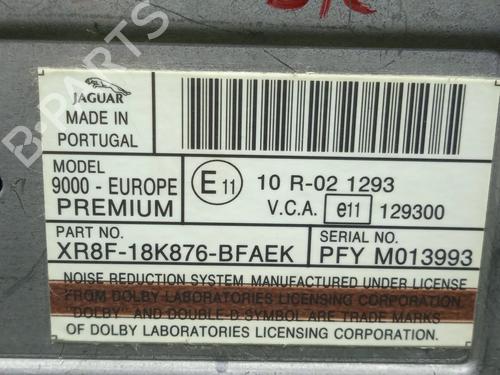 JAGUAR
MADE IN
PORTUGAL
MODEL
9000 - EUROPE
PREMIUM
E 11
10 R-02 1293
V.C.A. e11 129300
PART NO.
XR8F-18K876-BFAEK
SERIAL NO.
PFY M013993
NOISE REDUCTION SYSTEM MANUFACTURED UNDER LICENSE
FROM DOLBY LABORATORIES LICENSING CORPORATION.
"DOLBY" AND DOUBLE-D SYMBOL ARE TRADE MARKS
OF DOLBY LABORATORIES LICENSING CORPORATION.
B-PARTS